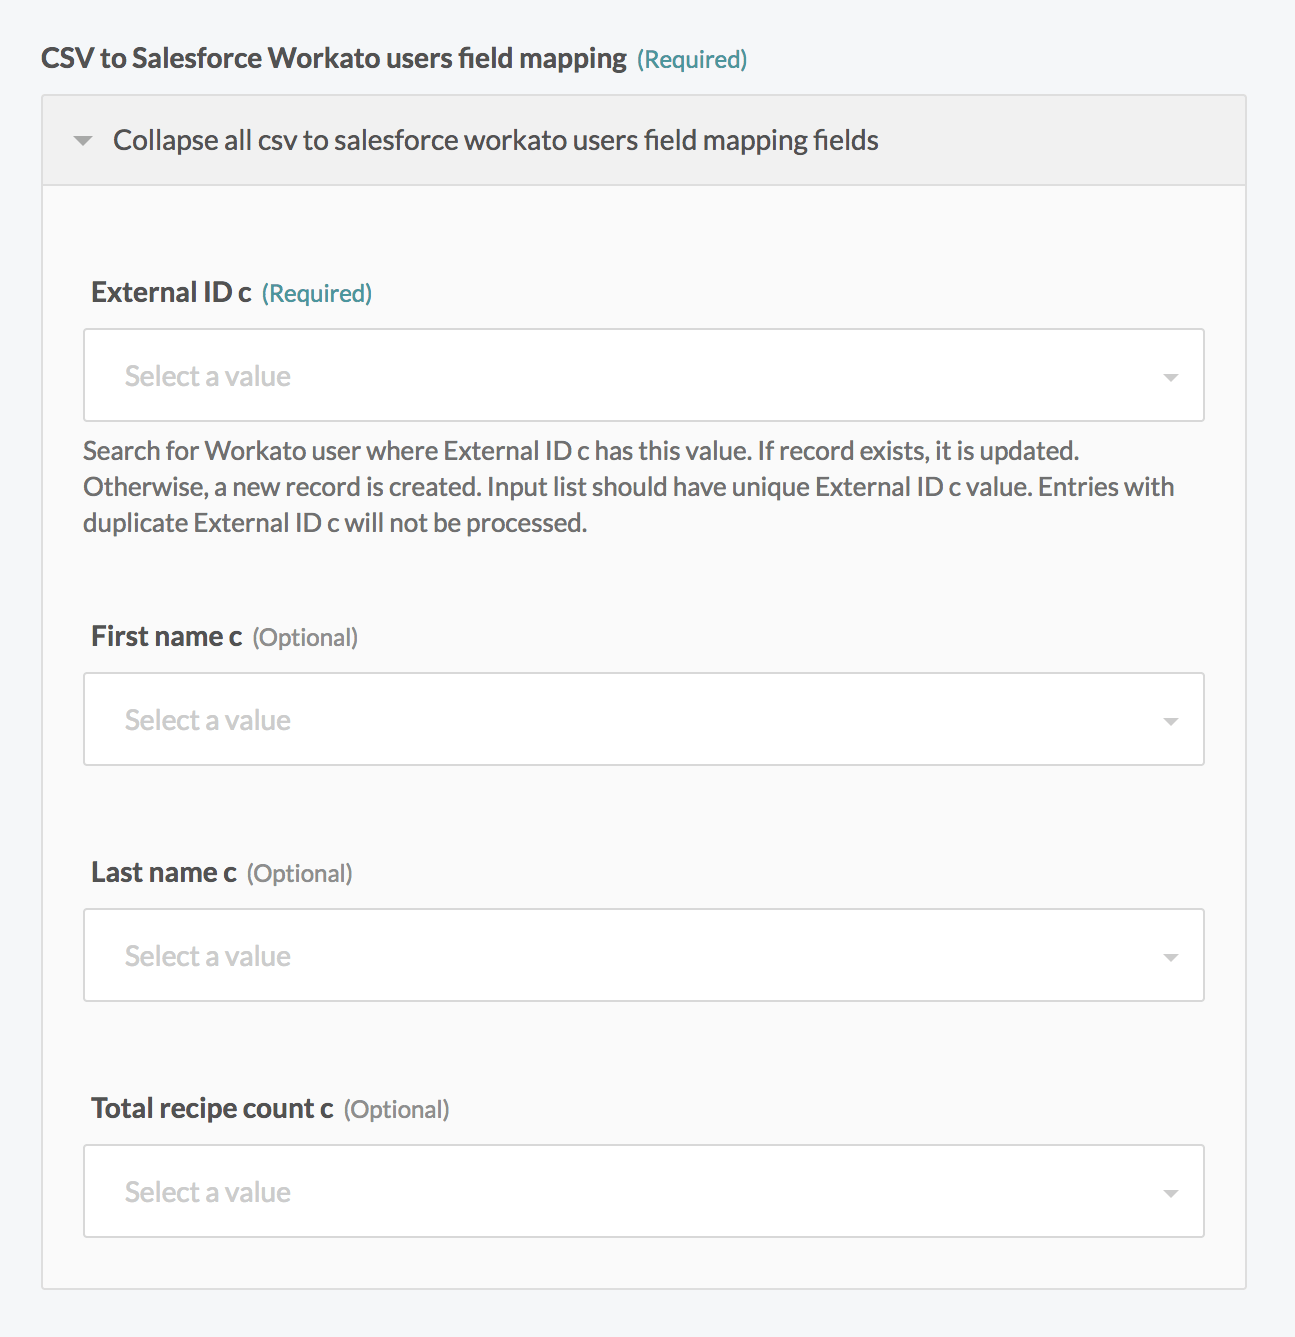 CSV to Salesforce Workato users field mapping (Required)
Collapse all csv to salesforce workato users field mapping fields
External ID c (Required)
Select a value
Search for Workato user where External ID c has this value. If record exists, it is updated.
Otherwise, a new record is created. Input list should have unique External ID c value. Entries with
duplicate External ID c will not be processed.
First name c (Optional)
Select a value
Last name c (Optional)
Select a value
Total recipe count c (Optional)
Select a value